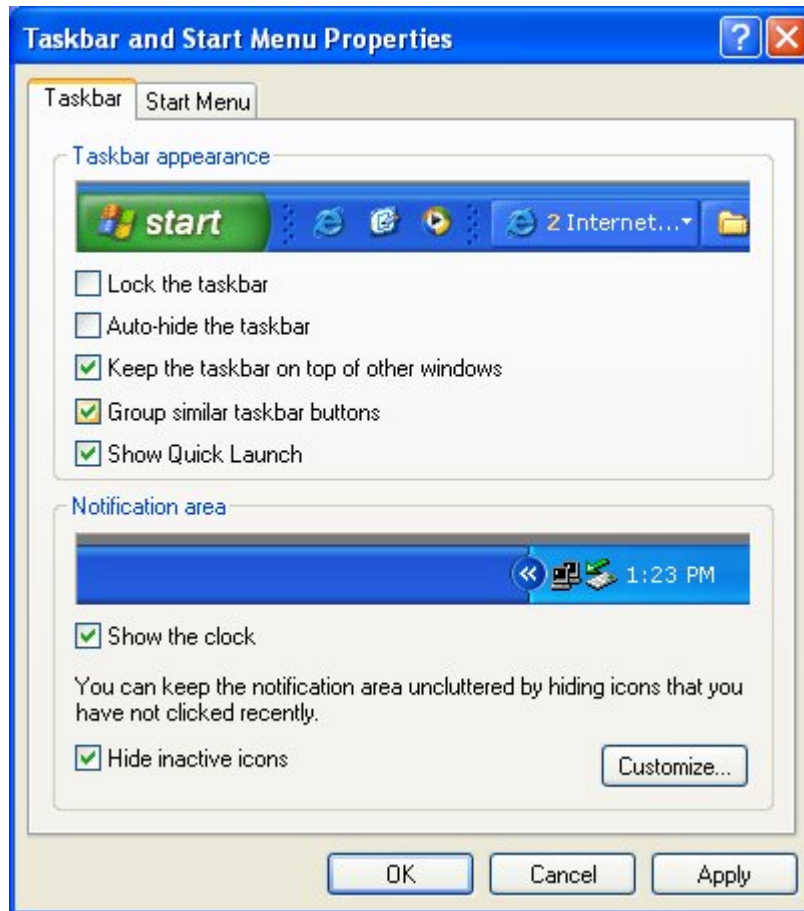 Taskbar and Start Menu Properties
?
Taskbar
Start Menu
Taskbar appearance
start
2 Internet...
Lock the taskbar
Auto-hide the taskbar
Keep the taskbar on top of other windows
Group similar taskbar buttons
Show Quick Launch
Notification area
1:23 PM
Show the clock
You can keep the notification area uncluttered by hiding icons that you
have not clicked recently.
Hide inactive icons
Customize...
OK
Cancel
Apply